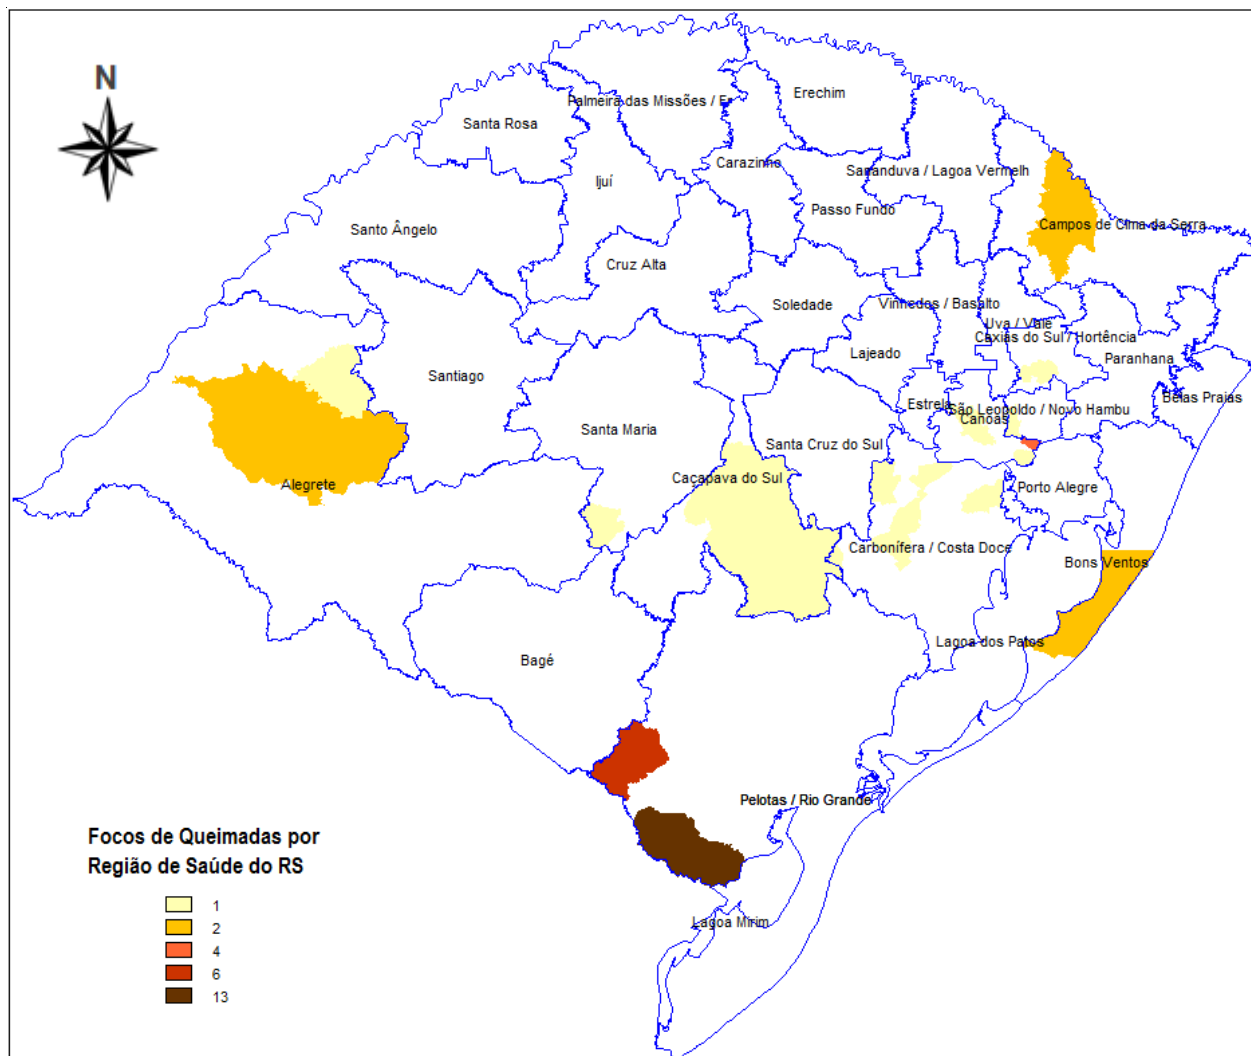 N
Erechim
Palmeira das Missões / Fr
Santa Rosa
Carazinho
Sananduva / Lagoa Vermelh
Ijuí
Passo Fundo
Campos de Cima da Serra
Santo Ângelo
Cruz Alta
Soledade
Vinhedos / Basalto
Uva / Vale
Caxias do Sul / Hortência
Lajeado
Paranhana
Santiago
Belas Praias
Estrela
São Leopoldo / Novo Hambu
Canoas
Santa Maria
Santa Cruz do Sul
Caçapava do Sul
Alegrete
Porto Alegre
Carbonífera / Costa Doce
Bons Ventos
Lagoa dos Patos
Bagé
Pelotas / Rio Grande
Focos de Queimadas por
Região de Saúde do RS
1
2
4
6
13
Lagoa Mirim